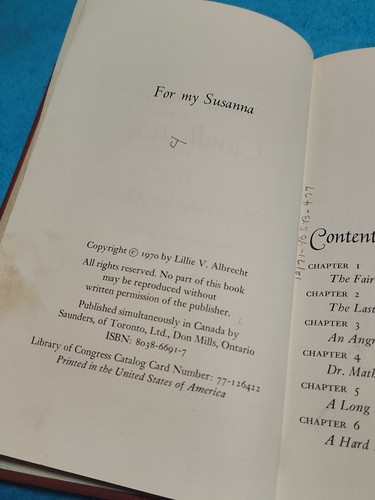 For my Susanna
J
Copyright © 1970 by Lillie V. Albrecht
All rights reserved. No part of this book
may be reproduced without
written permission of the publisher.
Published simultaneously in Canada by
Saunders, of Toronto, Ltd., Don Mills, Ontario
ISBN: 8038-6691-7
Library of Congress Catalog Card Number: 77-126422
Printed in the United States of America
Content
CHAPTER 1
The Fair
CHAPTER 2
The Last
CHAPTER 3
An Angr
CHAPTER 4
Dr. Math
CHAPTER 5
A Long
CHAPTER 6
A Hard